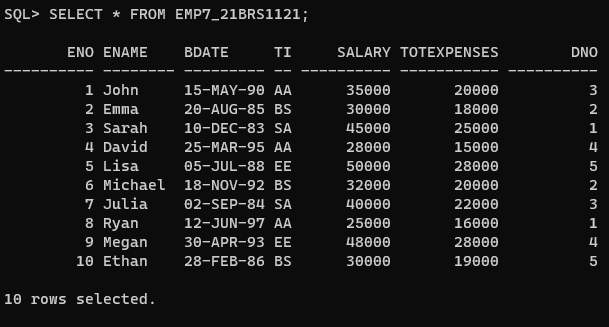 SQL> SELECT * FROM EMP7_21BRS1121;
ENO ENAME BDATE TI SALARY TOTEXPENSES DNO
---------- -------- --------- -- ---------- ----------- ----------
1 John 15-MAY-90 AA 35000 20000 3
2 Emma 20-AUG-85 BS 30000 18000 2
3 Sarah 10-DEC-83 SA 45000 25000 1
4 David 25-MAR-95 AA 28000 15000 4
5 Lisa 05-JUL-88 EE 50000 28000 5
6 Michael 18-NOV-92 BS 32000 20000 2
7 Julia 02-SEP-84 SA 40000 22000 3
8 Ryan 12-JUN-97 AA 25000 16000 1
9 Megan 30-APR-93 EE 48000 28000 4
10 Ethan 28-FEB-86 BS 30000 19000 5
10 rows selected.